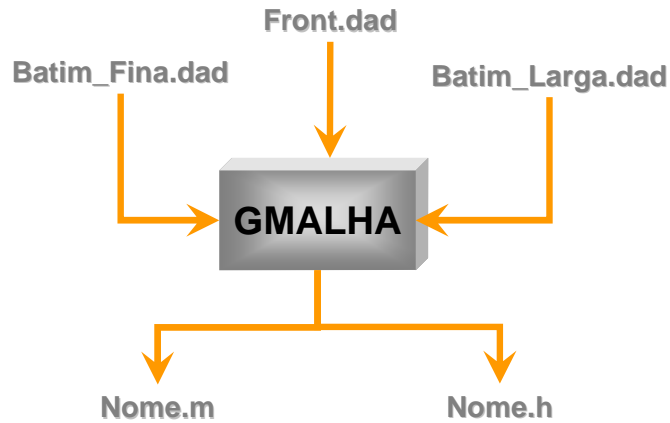 Front.dad
Batim_Fina.dad
Batim_Larga.dad
GMALHA
Nome.m
Nome.h